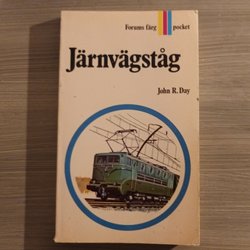 Forums färg pocket
Järnvägståg
John R. Day